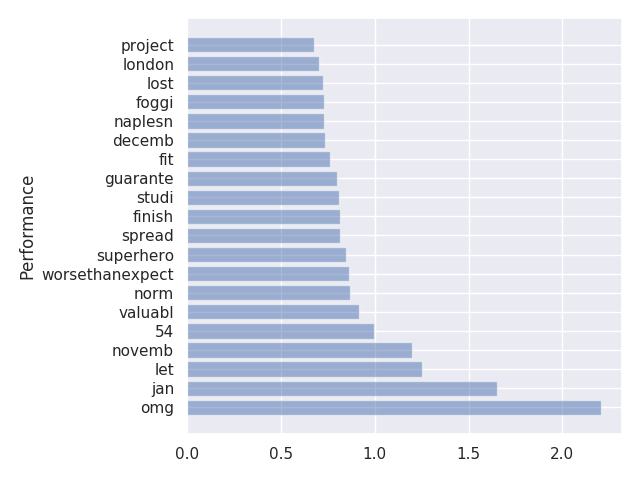 project
london
lost
foggi
naplesn
decemb
fit
guarante
studi
finish
spread
superhero
worsethanexpect
norm
valuabl
54
novemb
let
jan
omg
Performance
0.0 0.5 1.0 1.5 2.0